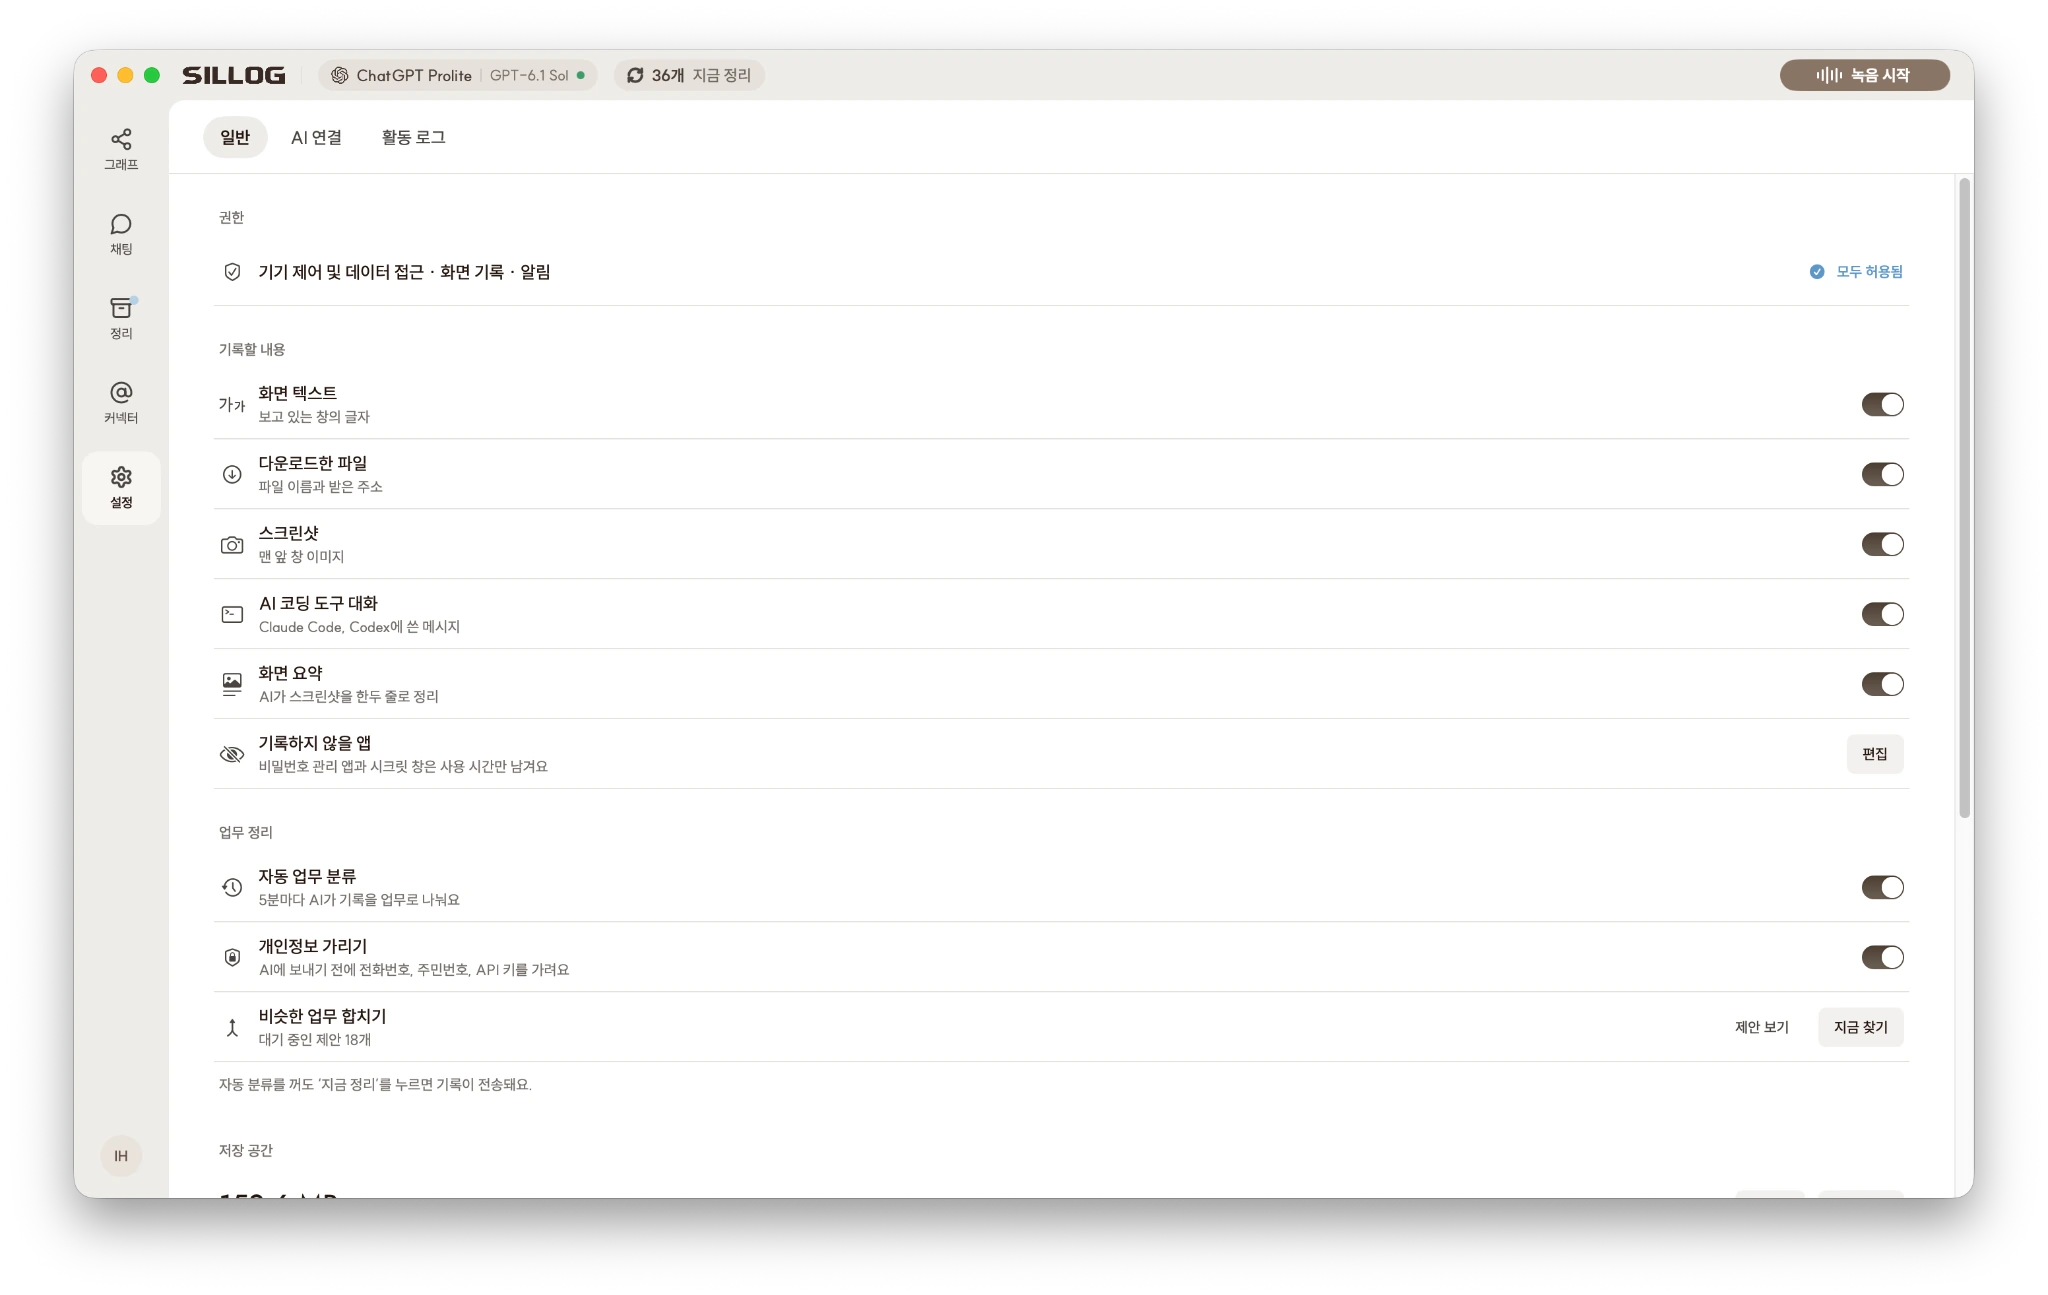 SILLOG
ChatGPT Prolite | GPT-6.1 Sol
36개 지금 정리
녹음 시작
그래프
채팅
정리
커넥터
설정
IH
일반
AI 연결
활동 로그
권한
기기 제어 및 데이터 접근 · 화면 기록 · 알림
모두 허용됨
기록할 내용
가가
화면 텍스트
보고 있는 창의 글자
다운로드한 파일
파일 이름과 받은 주소
스크린샷
맨 앞 창 이미지
AI 코딩 도구 대화
Claude Code, Codex에 쓴 메시지
화면 요약
AI가 스크린샷을 한두 줄로 정리
기록하지 않을 앱
비밀번호 관리 앱과 시크릿 창은 사용 시간만 남겨요
편집
업무 정리
자동 업무 분류
5분마다 AI가 기록을 업무로 나눠요
개인정보 가리기
AI에 보내기 전에 전화번호, 주민번호, API 키를 가려요
비슷한 업무 합치기
대기 중인 제안 18개
제안 보기
지금 찾기
자동 분류를 꺼도 '지금 정리'를 누르면 기록이 전송돼요.
저장 공간